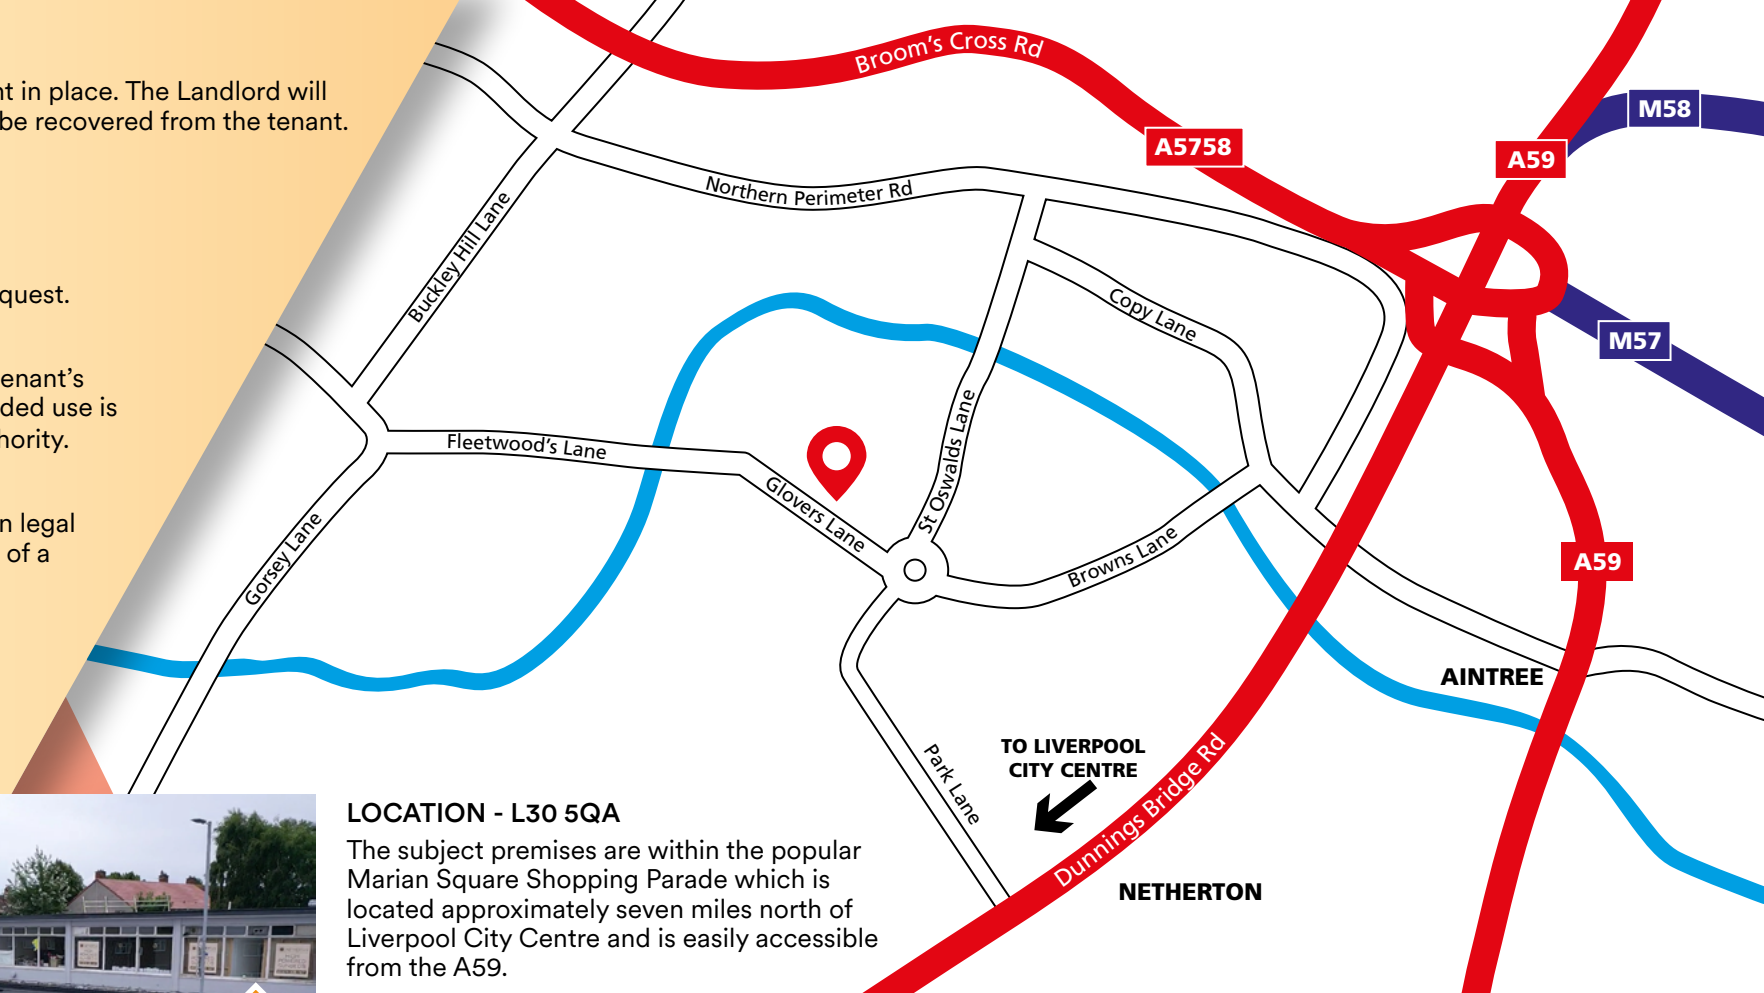 nt in place. The Landlord will
be recovered from the tenant.
quest.
enant’s
ded use is
hority.
n legal
of a
Broom’s Cross Rd
A5758
M58
A59
Northern Perimeter Rd
Buckley Hill Lane
Copy Lane
M57
Fleetwood’s Lane
Glovers Lane
St Oswalds Lane
Gorsey Lane
Browns Lane
A59
AINTREE
Park Lane
TO LIVERPOOL
CITY CENTRE
Dunnings Bridge Rd
NETHERTON
LOCATION - L30 5QA
The subject premises are within the popular
Marian Square Shopping Parade which is
located approximately seven miles north of
Liverpool City Centre and is easily accessible
from the A59.